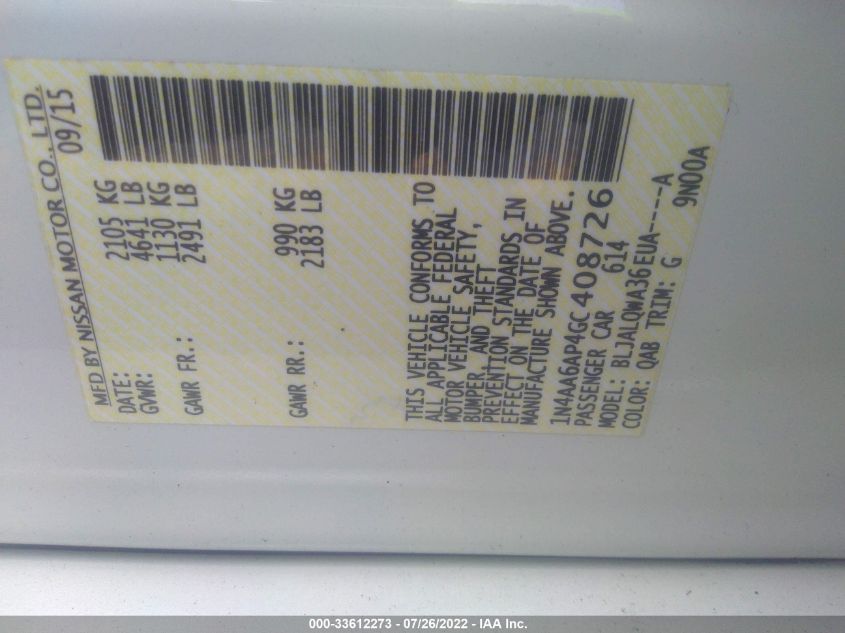 MFD BY NISSAN MOTOR CO., LTD.
DATE: 09/15
GVWR: 2105 KG
4641 LB
GAWR FR.: 1130 KG
2491 LB
GAWR RR.: 990 KG
2183 LB
THIS VEHICLE CONFORMS TO
ALL APPLICABLE FEDERAL
MOTOR VEHICLE SAFETY,
BUMPER, AND THEFT
PREVENTION STANDARDS IN
EFFECT ON THE DATE OF
MANUFACTURE SHOWN ABOVE.
1N4AA6AP4GC408726
PASSENGER CAR 614
MODEL: BLJALQWA36EUA----A
COLOR: QAB TRIM: G 9N00A
000-33612273 - 07/26/2022 - IAA Inc.